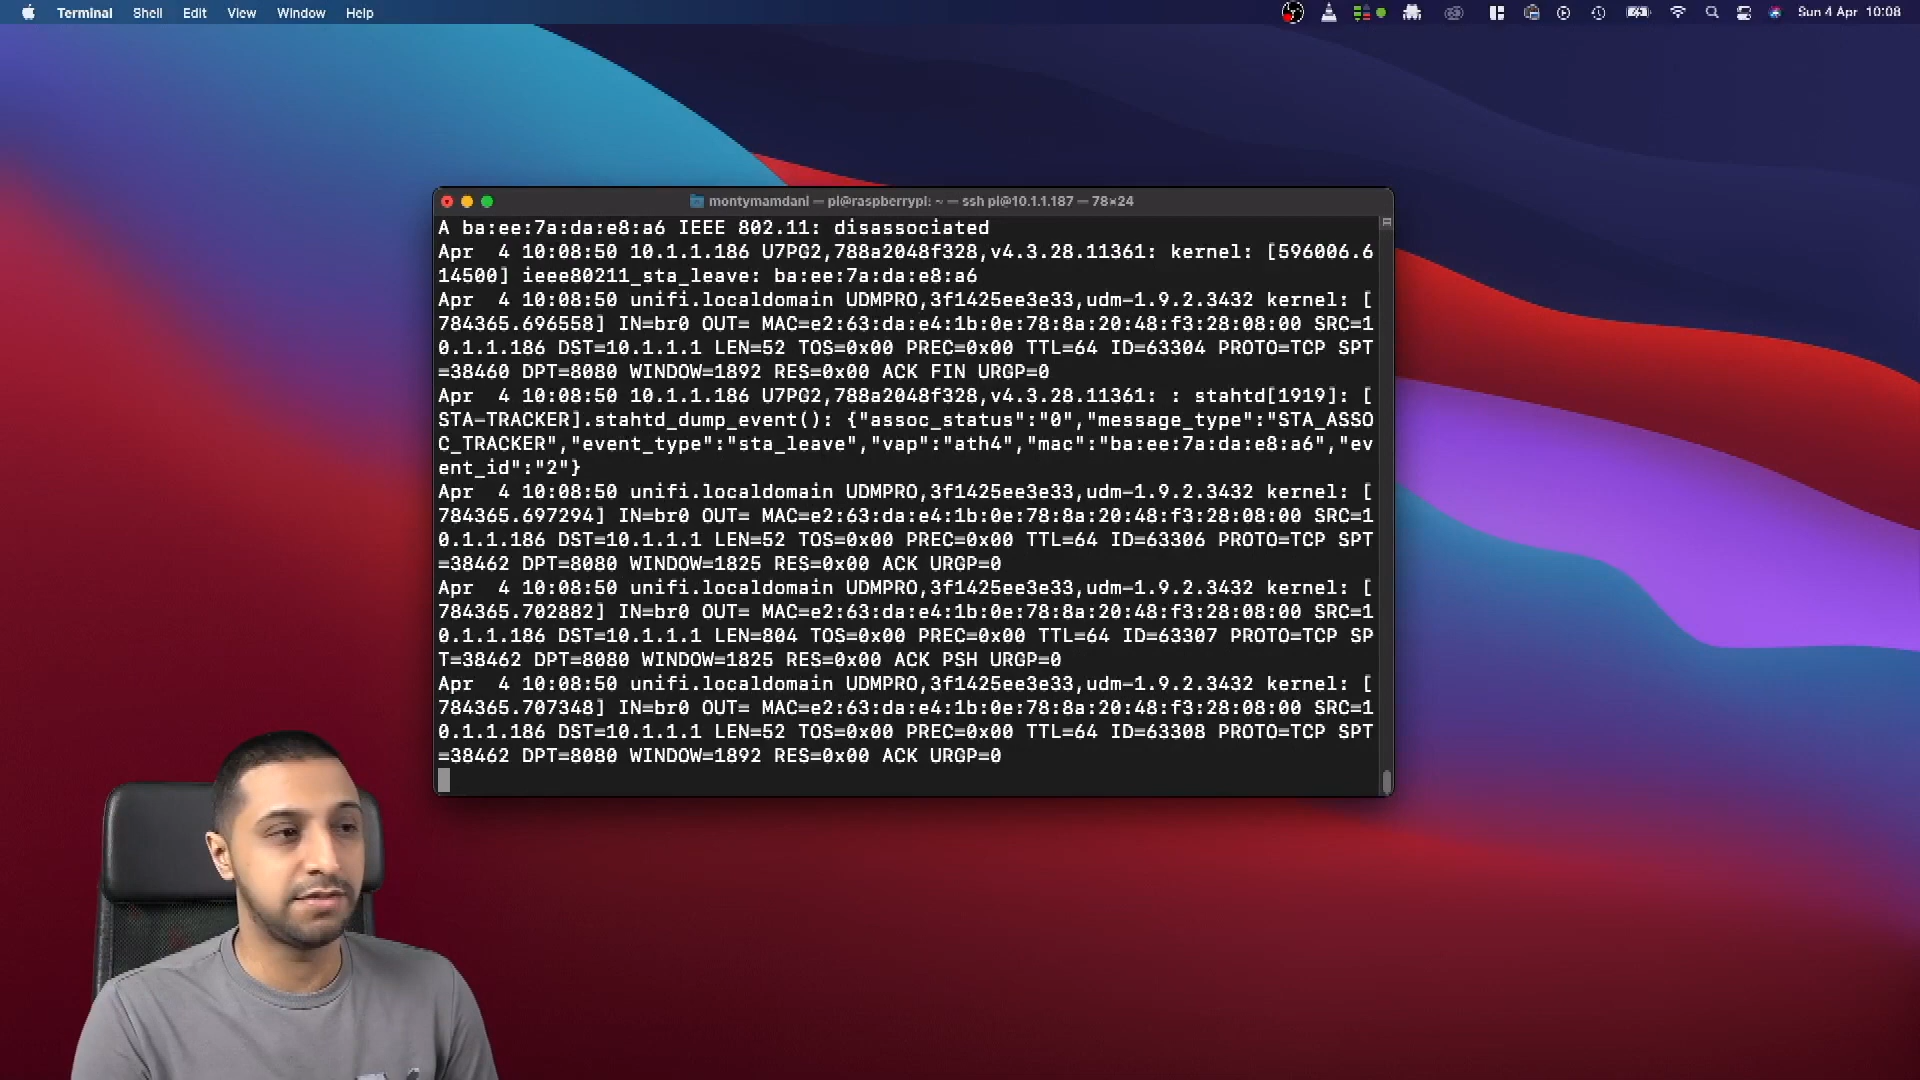 Terminal Shell Edit View Window Help Sun 4 Apr 10:08
montymamdani — pi@raspberrypi: ~ — ssh pi@10.1.1.187 — 78×24
A ba:ee:7a:da:e8:a6 IEEE 802.11: disassociated
Apr  4 10:08:50 10.1.1.186 U7PG2,788a2048f328,v4.3.28.11361: kernel: [596006.6
14500] ieee80211_sta_leave: ba:ee:7a:da:e8:a6
Apr  4 10:08:50 unifi.localdomain UDMPRO,3f1425ee3e33,udm-1.9.2.3432 kernel: [
784365.696558] IN=br0 OUT= MAC=e2:63:da:e4:1b:0e:78:8a:20:48:f3:28:08:00 SRC=1
0.1.1.186 DST=10.1.1.1 LEN=52 TOS=0x00 PREC=0x00 TTL=64 ID=63304 PROTO=TCP SPT
=38460 DPT=8080 WINDOW=1892 RES=0x00 ACK FIN URGP=0
Apr  4 10:08:50 10.1.1.186 U7PG2,788a2048f328,v4.3.28.11361: : stahtd[1919]: [
STA-TRACKER].stahtd_dump_event(): {"assoc_status":"0","message_type":"STA_ASSO
C_TRACKER","event_type":"sta_leave","vap":"ath4","mac":"ba:ee:7a:da:e8:a6","ev
ent_id":"2"}
Apr  4 10:08:50 unifi.localdomain UDMPRO,3f1425ee3e33,udm-1.9.2.3432 kernel: [
784365.697294] IN=br0 OUT= MAC=e2:63:da:e4:1b:0e:78:8a:20:48:f3:28:08:00 SRC=1
0.1.1.186 DST=10.1.1.1 LEN=52 TOS=0x00 PREC=0x00 TTL=64 ID=63306 PROTO=TCP SPT
=38462 DPT=8080 WINDOW=1825 RES=0x00 ACK URGP=0
Apr  4 10:08:50 unifi.localdomain UDMPRO,3f1425ee3e33,udm-1.9.2.3432 kernel: [
784365.702882] IN=br0 OUT= MAC=e2:63:da:e4:1b:0e:78:8a:20:48:f3:28:08:00 SRC=1
0.1.1.186 DST=10.1.1.1 LEN=804 TOS=0x00 PREC=0x00 TTL=64 ID=63307 PROTO=TCP SP
T=38462 DPT=8080 WINDOW=1825 RES=0x00 ACK PSH URGP=0
Apr  4 10:08:50 unifi.localdomain UDMPRO,3f1425ee3e33,udm-1.9.2.3432 kernel: [
784365.707348] IN=br0 OUT= MAC=e2:63:da:e4:1b:0e:78:8a:20:48:f3:28:08:00 SRC=1
0.1.1.186 DST=10.1.1.1 LEN=52 TOS=0x00 PREC=0x00 TTL=64 ID=63308 PROTO=TCP SPT
=38462 DPT=8080 WINDOW=1892 RES=0x00 ACK URGP=0